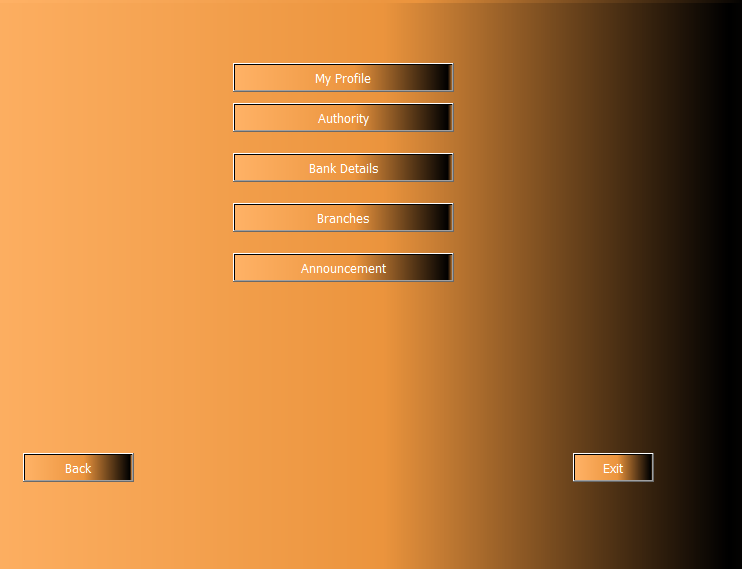 My Profile
Authority
Bank Details
Branches
Announcement
Back
Exit